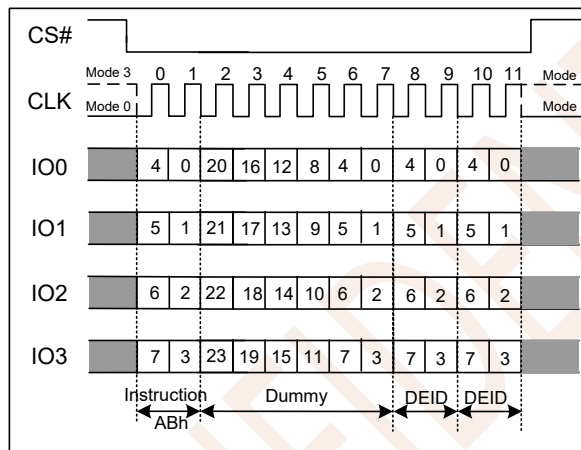 CS#
Mode 3 0 1 2 3 4 5 6 7 8 9 10 11 Mode
CLK
Mode 0 Mode
IO0 4 0 20 16 12 8 4 0 4 0 4 0
IO1 5 1 21 17 13 9 5 1 5 1 5 1
IO2 6 2 22 18 14 10 6 2 6 2 6 2
IO3 7 3 23 19 15 11 7 3 7 3 7 3
Instruction Dummy DEID DEID
ABh